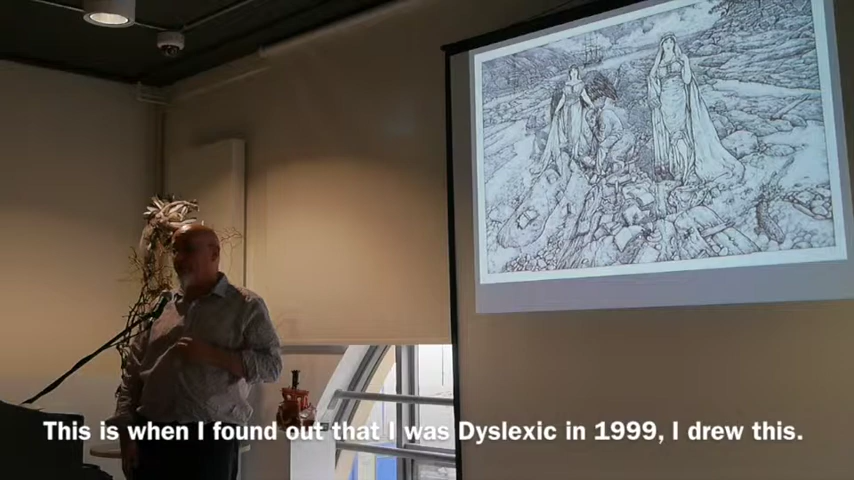 This is when I found out that I was Dyslexic in 1999, I drew this.